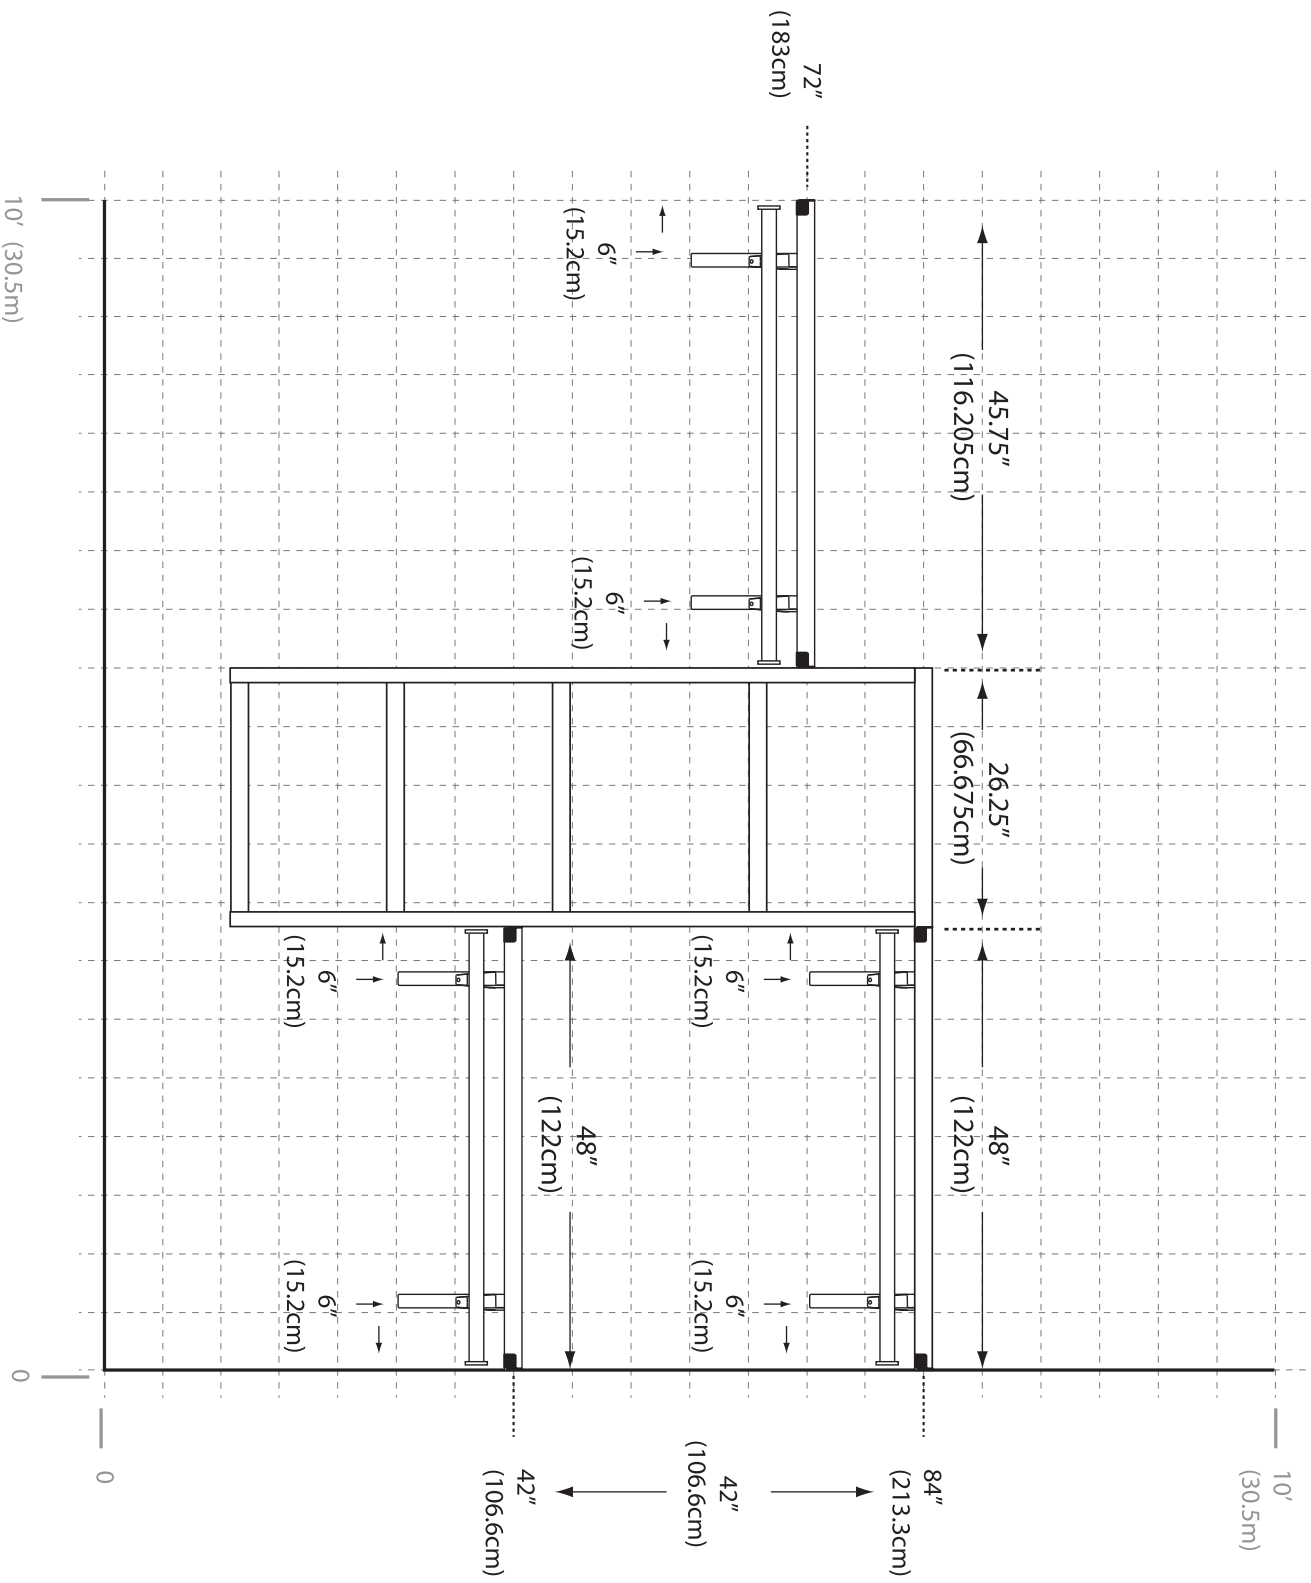 72”
(183cm)
45.75”
(116.205cm)
26.25”
(66.675cm)
48”
(122cm)
6”
(15.2cm)
6”
(15.2cm)
48”
(122cm)
6”
(15.2cm)
6”
(15.2cm)
6”
(15.2cm)
6”
(15.2cm)
10’
(30.5m)
84”
(213.3cm)
42”
(106.6cm)
42”
(106.6cm)
0
10’ (30.5m)
0